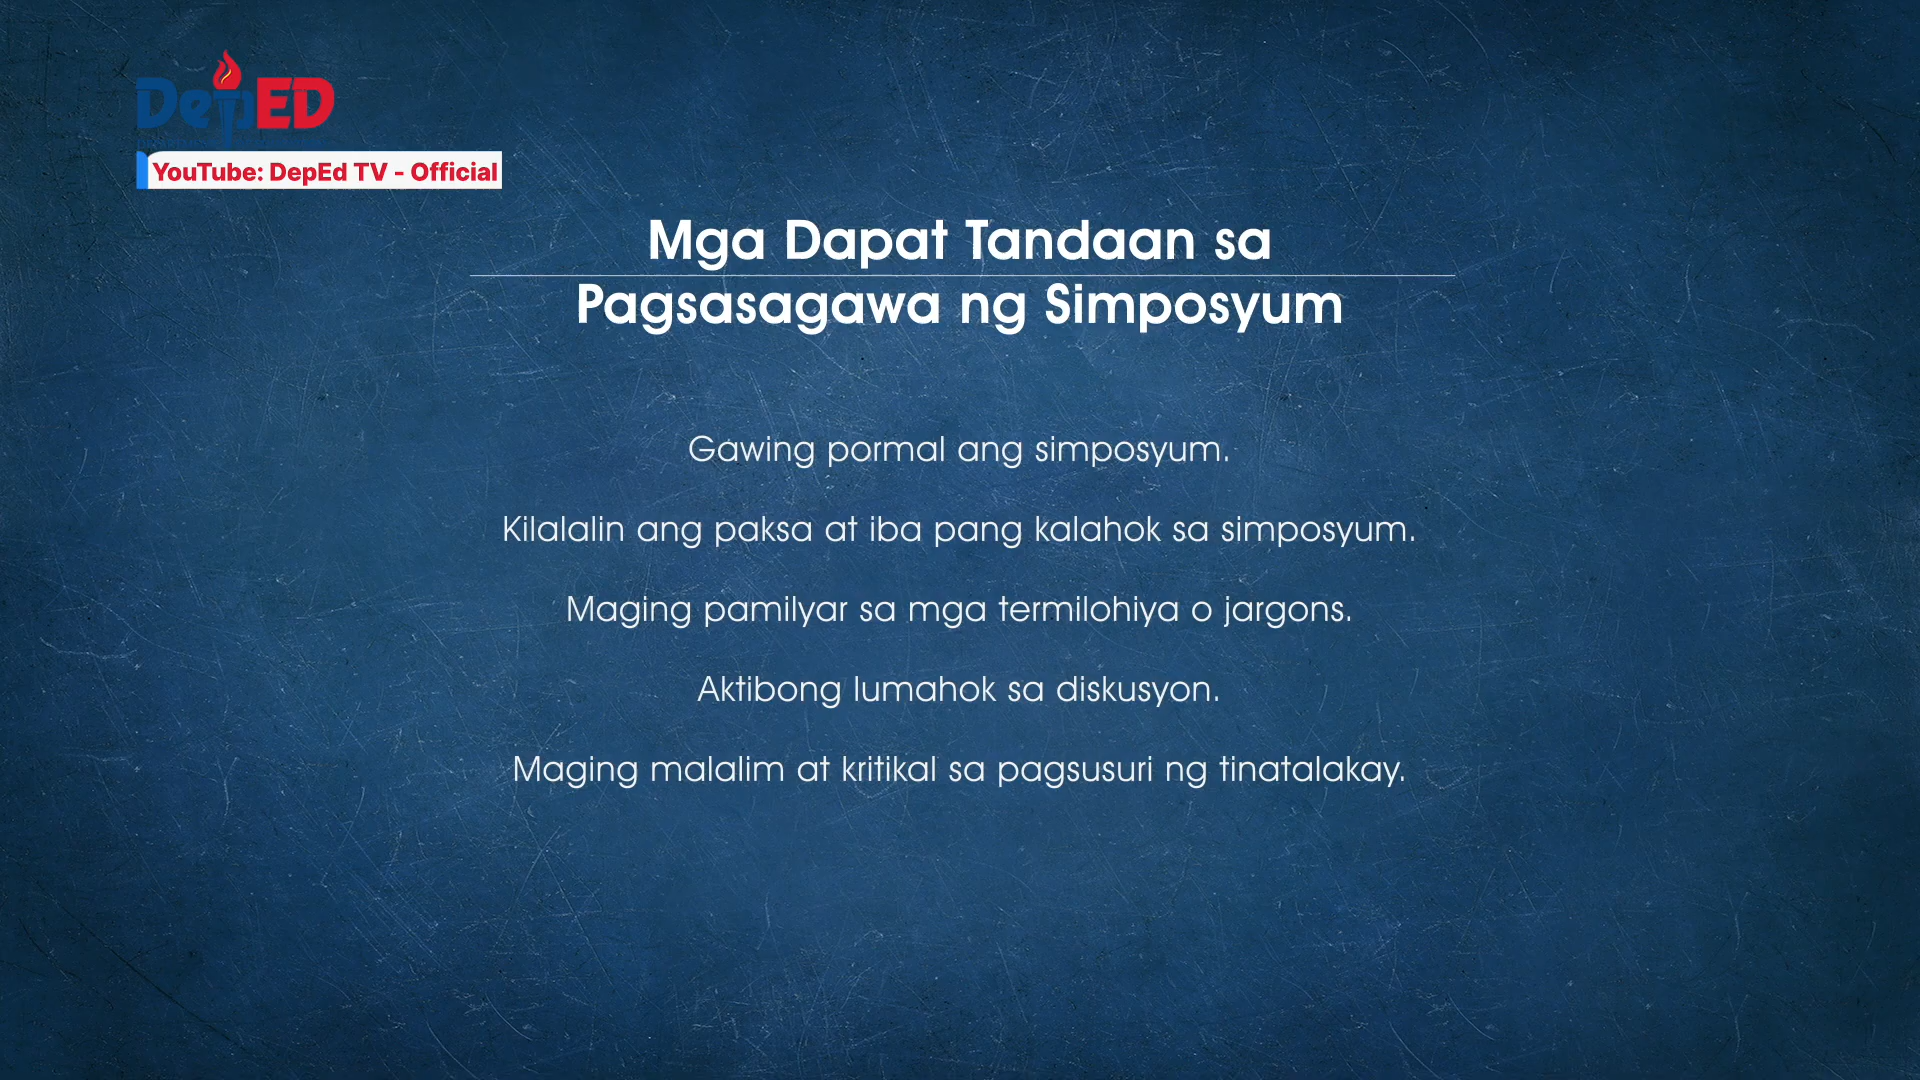 DepED
YouTube: DepEd TV - Official
Mga Dapat Tandaan sa
Pagsasagawa ng Simposyum
Gawing pormal ang simposyum.
Kilalalin ang paksa at iba pang kalahok sa simposyum.
Maging pamilyar sa mga termilohiya o jargons.
Aktibong lumahok sa diskusyon.
Maging malalim at kritikal sa pagsusuri ng tinatalakay.